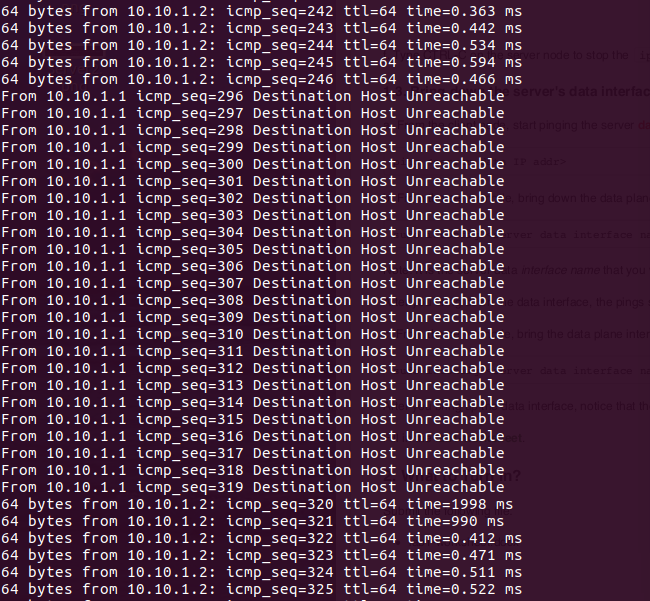 64 bytes from 10.10.1.2: icmp_seq=242 ttl=64 time=0.363 ms
64 bytes from 10.10.1.2: icmp_seq=243 ttl=64 time=0.442 ms
64 bytes from 10.10.1.2: icmp_seq=244 ttl=64 time=0.534 ms
64 bytes from 10.10.1.2: icmp_seq=245 ttl=64 time=0.594 ms
64 bytes from 10.10.1.2: icmp_seq=246 ttl=64 time=0.466 ms
From 10.10.1.1 icmp_seq=296 Destination Host Unreachable
From 10.10.1.1 icmp_seq=297 Destination Host Unreachable
From 10.10.1.1 icmp_seq=298 Destination Host Unreachable
From 10.10.1.1 icmp_seq=299 Destination Host Unreachable
From 10.10.1.1 icmp_seq=300 Destination Host Unreachable
From 10.10.1.1 icmp_seq=301 Destination Host Unreachable
From 10.10.1.1 icmp_seq=302 Destination Host Unreachable
From 10.10.1.1 icmp_seq=303 Destination Host Unreachable
From 10.10.1.1 icmp_seq=304 Destination Host Unreachable
From 10.10.1.1 icmp_seq=305 Destination Host Unreachable
From 10.10.1.1 icmp_seq=306 Destination Host Unreachable
From 10.10.1.1 icmp_seq=307 Destination Host Unreachable
From 10.10.1.1 icmp_seq=308 Destination Host Unreachable
From 10.10.1.1 icmp_seq=309 Destination Host Unreachable
From 10.10.1.1 icmp_seq=310 Destination Host Unreachable
From 10.10.1.1 icmp_seq=311 Destination Host Unreachable
From 10.10.1.1 icmp_seq=312 Destination Host Unreachable
From 10.10.1.1 icmp_seq=313 Destination Host Unreachable
From 10.10.1.1 icmp_seq=314 Destination Host Unreachable
From 10.10.1.1 icmp_seq=315 Destination Host Unreachable
From 10.10.1.1 icmp_seq=316 Destination Host Unreachable
From 10.10.1.1 icmp_seq=317 Destination Host Unreachable
From 10.10.1.1 icmp_seq=318 Destination Host Unreachable
From 10.10.1.1 icmp_seq=319 Destination Host Unreachable
64 bytes from 10.10.1.2: icmp_seq=320 ttl=64 time=1998 ms
64 bytes from 10.10.1.2: icmp_seq=321 ttl=64 time=990 ms
64 bytes from 10.10.1.2: icmp_seq=322 ttl=64 time=0.412 ms
64 bytes from 10.10.1.2: icmp_seq=323 ttl=64 time=0.471 ms
64 bytes from 10.10.1.2: icmp_seq=324 ttl=64 time=0.511 ms
64 bytes from 10.10.1.2: icmp_seq=325 ttl=64 time=0.522 ms